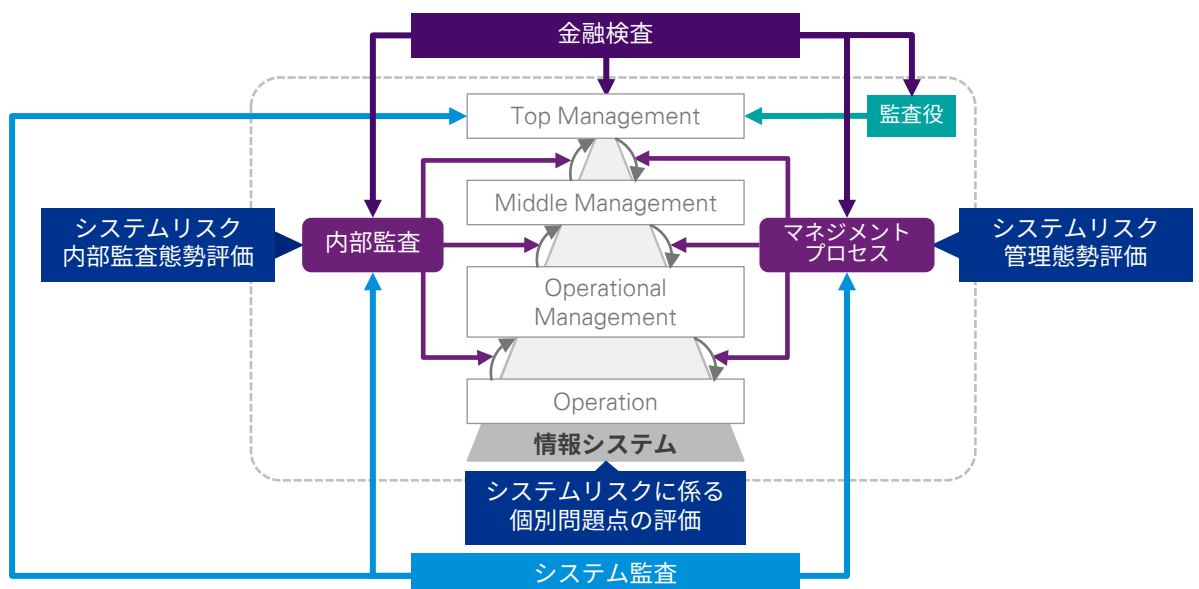 金融検査
Top Management
監査役
Middle Management
システムリスク
内部監査態勢評価
内部監査
マネジメント
プロセス
システムリスク
管理態勢評価
Operational
Management
Operation
情報システム
システムリスクに係る
個別問題点の評価
システム監査